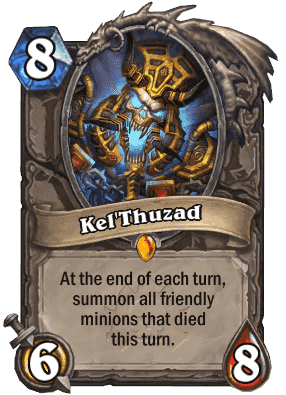 8
Kel'Thuzad
At the end of each turn,
summon all friendly
minions that died
this turn.
6
8